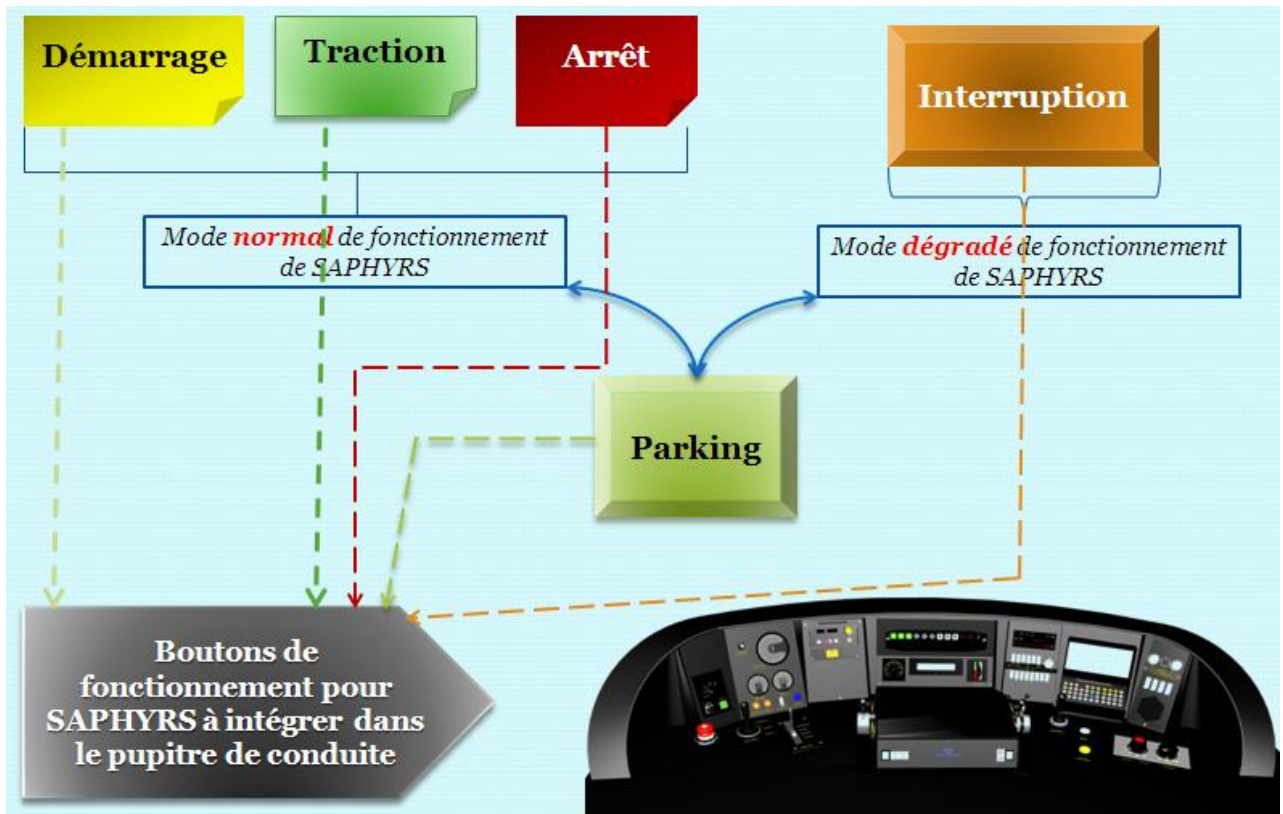 Démarrage
Traction
Arrêt
Interruption
Mode normal de fonctionnement
de SAPHYRS
Mode dégradé de fonctionnement
de SAPHYRS
Parking
Boutons de
fonctionnement pour
SAPHYRS à intégrer dans
le pupitre de conduite